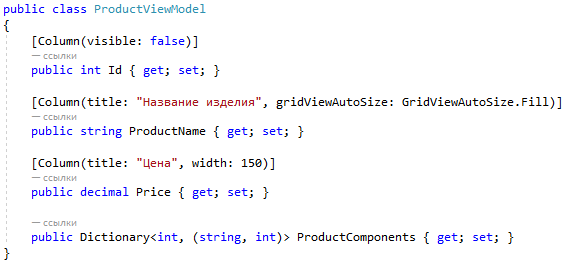 public class ProductViewModel
{
[Column(visible: false)]
— ссылки
public int Id { get; set; }
[Column(title: "Название изделия", gridViewAutoSize: GridViewAutoSize.Fill)]
— ссылки
public string ProductName { get; set; }
[Column(title: "Цена", width: 150)]
— ссылки
public decimal Price { get; set; }
— ссылки
public Dictionary<int, (string, int)> ProductComponents { get; set; }
}